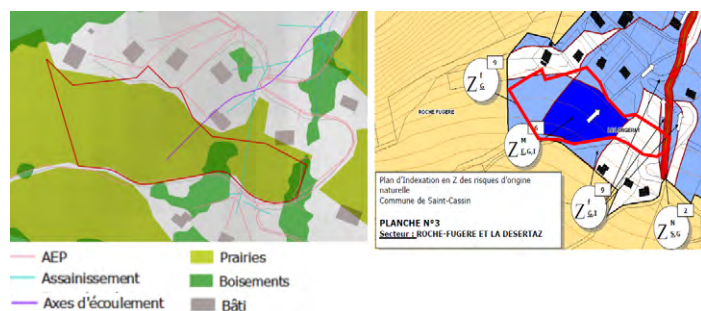 AEP
Assainissement
Axes d'écoulement
Prairies
Boisements
Bâti
9
Z I G
ROCHE FUGERE
6
Z M
Plan d'Indexation en Z des risques d'origine
naturelle
Commune de Saint-Cassin
PLANCHE N°3
Secteur : ROCHE-FUGERE ET LA DESERTAZ
9
Z I G,I
2
Z N S,G